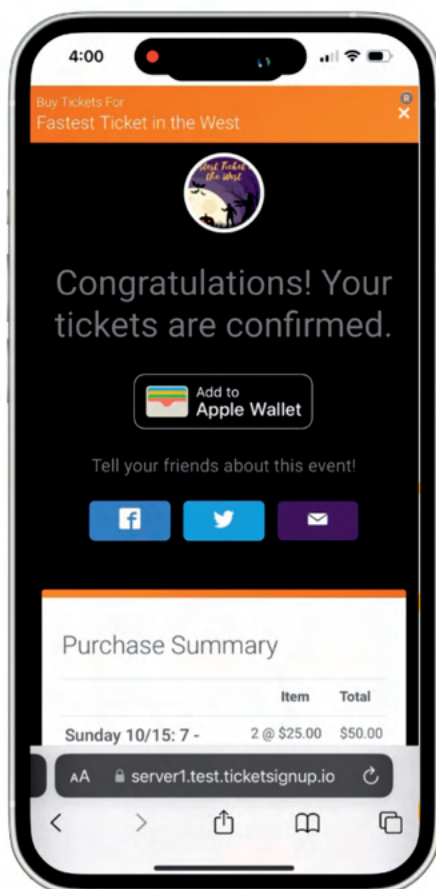 4:00
Buy Tickets For
Fastest Ticket in the West
R
the West
Congratulations! Your
tickets are confirmed.
Add to
Apple Wallet
Tell your friends about this event!
Purchase Summary
Item Total
Sunday 10/15: 7 - 2 @ $25.00 $50.00
AA server1.test.ticketsignup.io